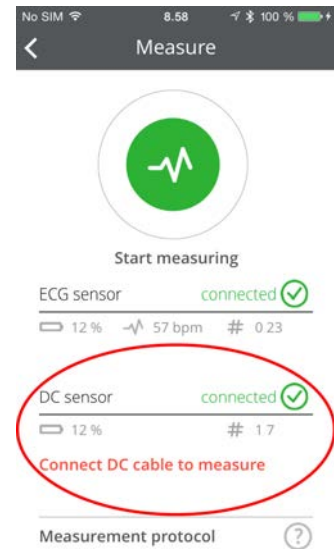 No SIM 8.58 100 %
Measure
Start measuring
ECG sensor connected
12 % 57 bpm # 0 23
DC sensor connected
12 % # 1 7
Connect DC cable to measure
Measurement protocol ?